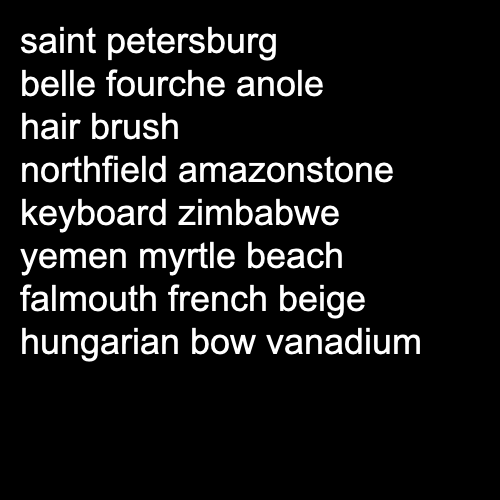 saint petersburg
belle fourche anole
hair brush
northfield amazonstone
keyboard zimbabwe
yemen myrtle beach
falmouth french beige
hungarian bow vanadium